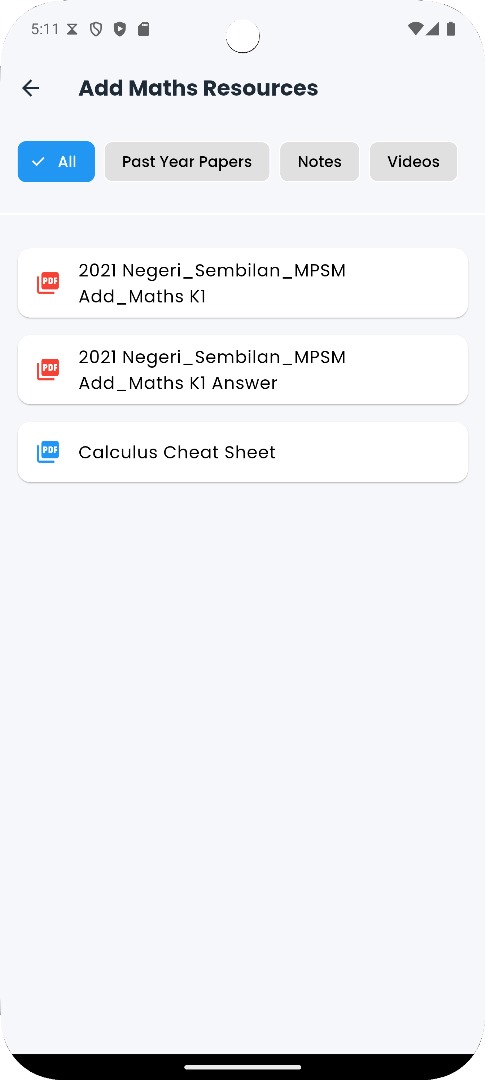 5:11
Add Maths Resources
All
Past Year Papers
Notes
Videos
PDF
2021 Negeri_Sembilan_MPSM
Add_Maths K1
PDF
2021 Negeri_Sembilan_MPSM
Add_Maths K1 Answer
PDF
Calculus Cheat Sheet